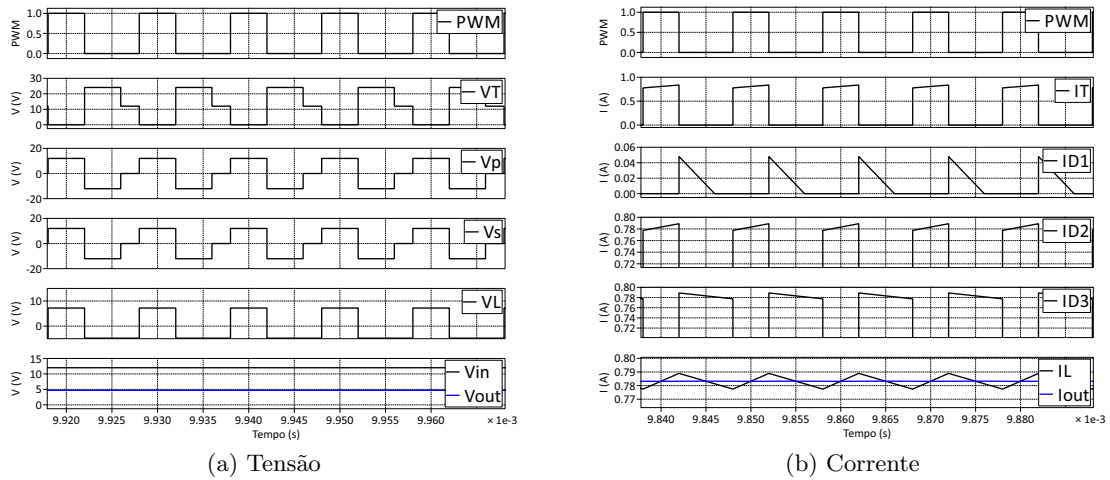 PWM
1.0
0.5
0.0
PWM
V (V)
30
20
10
0
VT
V (V)
20
0
-20
Vp
V (V)
20
0
-20
Vs
V (V)
10
0
VL
V (V)
15
10
5
0
Vin
Vout
9.920 9.925 9.930 9.935 9.940 9.945 9.950 9.955 9.960
× 1e-3
Tempo (s)
(a) Tensão
PWM
1.0
0.5
0.0
PWM
I (A)
1.0
0.5
0.0
IT
I (A)
0.06
0.04
0.02
0.00
ID1
I (A)
0.80
0.78
0.76
0.74
0.72
ID2
I (A)
0.80
0.78
0.76
0.74
0.72
ID3
I (A)
0.80
0.79
0.78
0.77
IL
Iout
9.840 9.845 9.850 9.855 9.860 9.865 9.870 9.875 9.880
× 1e-3
Tempo (s)
(b) Corrente